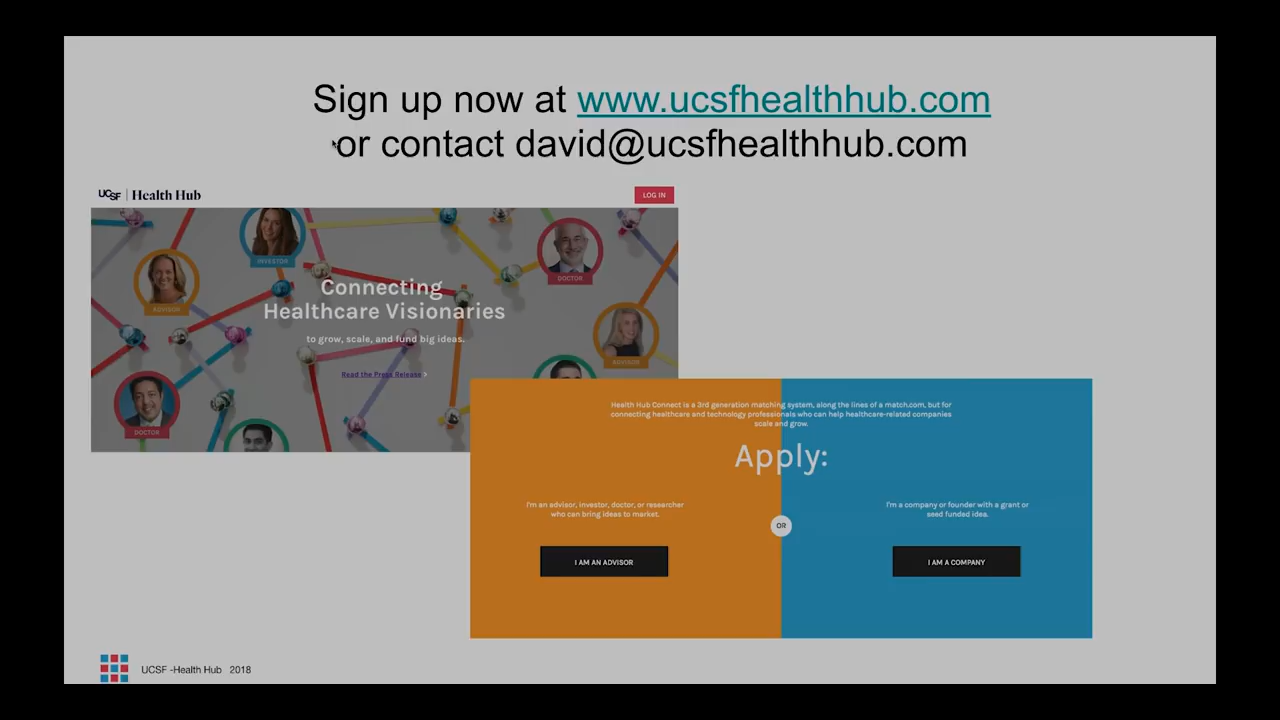 Sign up now at www.ucsfhealthhub.com
or contact david@ucsfhealthhub.com
UCSF | Health Hub
LOG IN
INVESTOR
DOCTOR
ADVISOR
Connecting
Healthcare Visionaries
to grow, scale, and fund big ideas.
ADVISOR
Read the Press Release >
DOCTOR
Health Hub Connect is a 3rd generation matching system, along the lines of a match.com, but for
connecting healthcare and technology professionals who can help healthcare-related companies
scale and grow.
Apply:
I'm an advisor, investor, doctor, or researcher
who can bring ideas to market.
I AM AN ADVISOR
OR
I'm a company or founder with a grant or
seed funded idea.
I AM A COMPANY
UCSF -Health Hub 2018